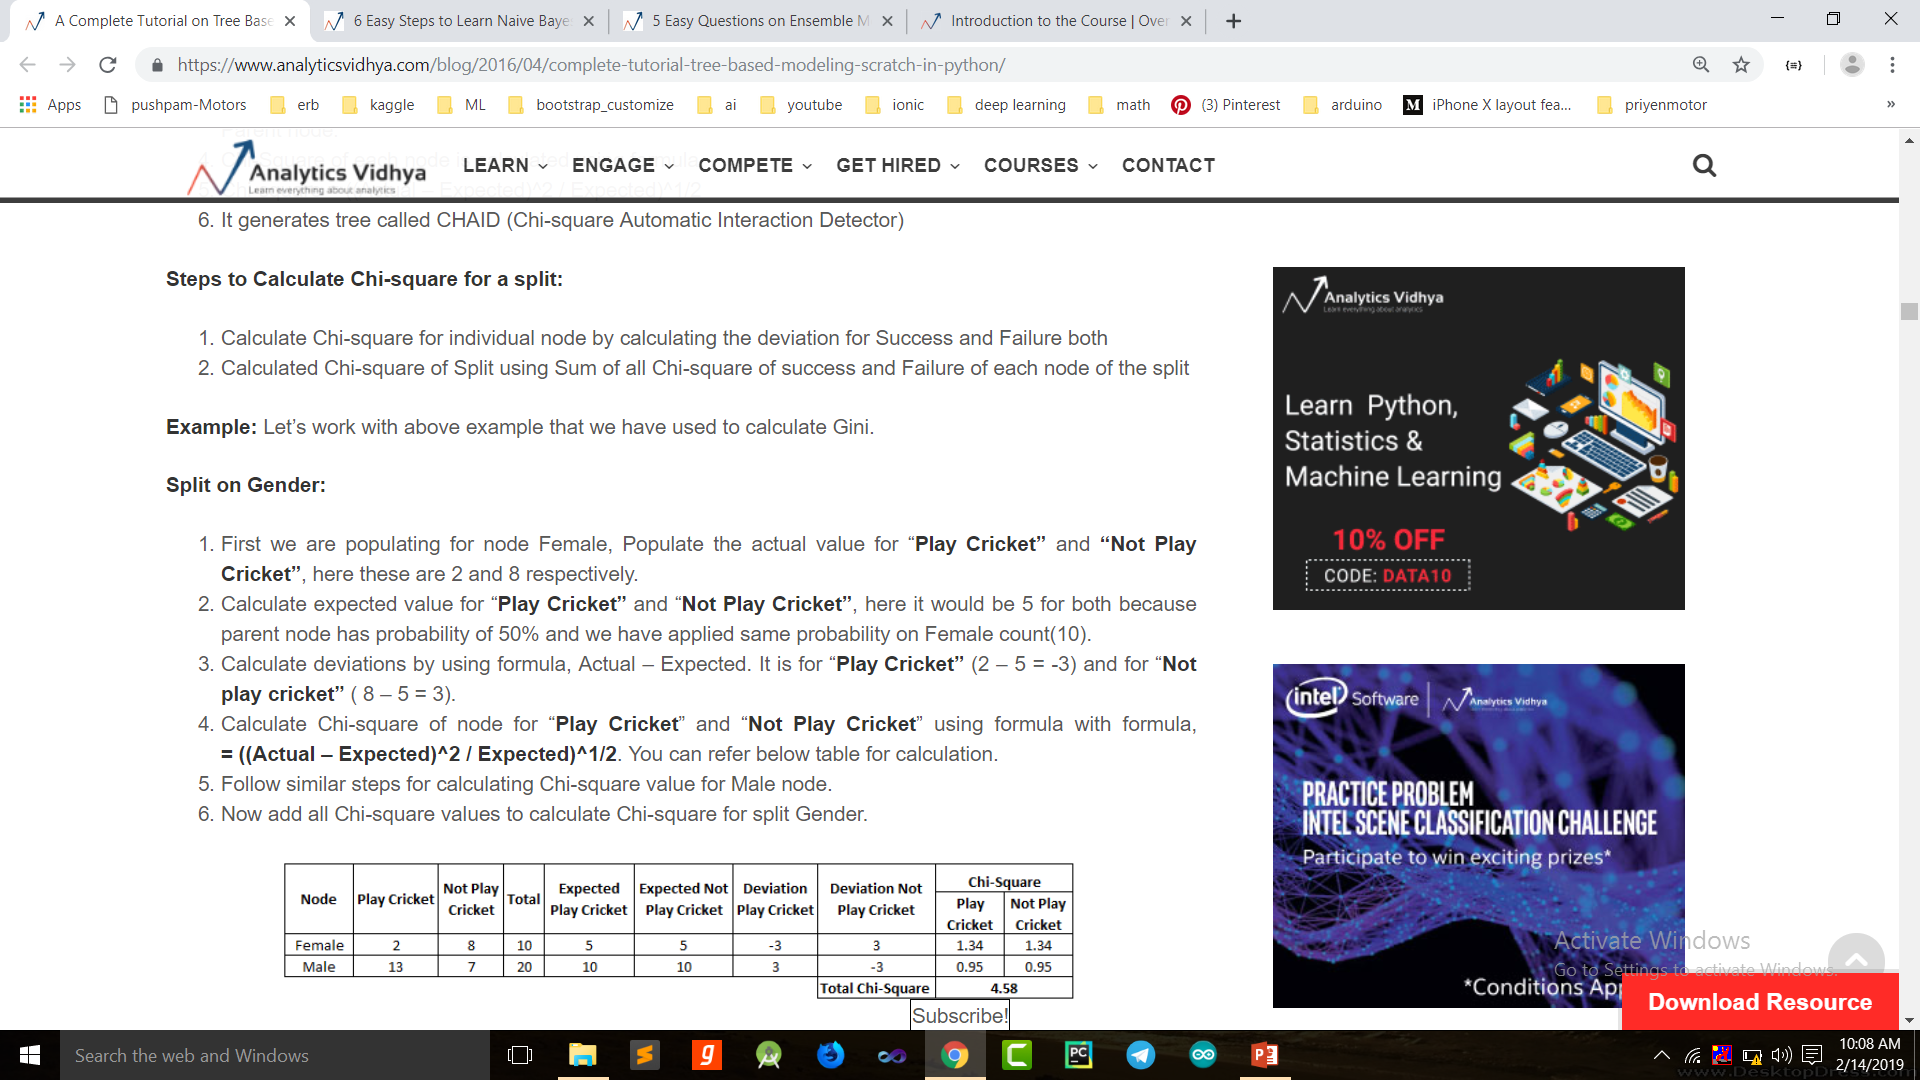 A Complete Tutorial on Tree Base
6 Easy Steps to Learn Naive Baye
5 Easy Questions on Ensemble M
Introduction to the Course | Over
https://www.analyticsvidhya.com/blog/2016/04/complete-tutorial-tree-based-modeling-scratch-in-python/
Apps pushpam-Motors erb kaggle ML bootstrap_customize ai youtube ionic deep learning math (3) Pinterest arduino M iPhone X layout fea... priyenmotor »
Parent node.
Analytics Vidhya
Learn everything about analytics
LEARN ENGAGE COMPETE GET HIRED COURSES CONTACT
– Expected)^2 / Expected)^1/2
6. It generates tree called CHAID (Chi-square Automatic Interaction Detector)
Steps to Calculate Chi-square for a split:
1. Calculate Chi-square for individual node by calculating the deviation for Success and Failure both
2. Calculated Chi-square of Split using Sum of all Chi-square of success and Failure of each node of the split
Example: Let’s work with above example that we have used to calculate Gini.
Split on Gender:
1. First we are populating for node Female, Populate the actual value for “Play Cricket” and “Not Play
Cricket”, here these are 2 and 8 respectively.
2. Calculate expected value for “Play Cricket” and “Not Play Cricket”, here it would be 5 for both because
parent node has probability of 50% and we have applied same probability on Female count(10).
3. Calculate deviations by using formula, Actual – Expected. It is for “Play Cricket” (2 – 5 = -3) and for “Not
play cricket” ( 8 – 5 = 3).
4. Calculate Chi-square of node for “Play Cricket” and “Not Play Cricket” using formula with formula,
= ((Actual – Expected)^2 / Expected)^1/2. You can refer below table for calculation.
5. Follow similar steps for calculating Chi-square value for Male node.
6. Now add all Chi-square values to calculate Chi-square for split Gender.
Node Play Cricket Not Play Cricket Total Expected Play Cricket Expected Not Play Cricket Deviation Play Cricket Deviation Not Play Cricket Chi-Square
Play Cricket Not Play Cricket
Female 2 8 10 5 5 -3 3 1.34 1.34
Male 13 7 20 10 10 3 -3 0.95 0.95
Total Chi-Square 4.58
Subscribe!
Analytics Vidhya
Learn everything about analytics
Learn Python,
Statistics &
Machine Learning
10% OFF
CODE: DATA10
intel Software Analytics Vidhya
PRACTICE PROBLEM
INTEL SCENE CLASSIFICATION CHALLENGE
Participate to win exciting prizes*
*Conditions App
Activate Windows
Go to Settings to activate Windows.
Download Resource
Search the web and Windows
10:08 AM
2/14/2019